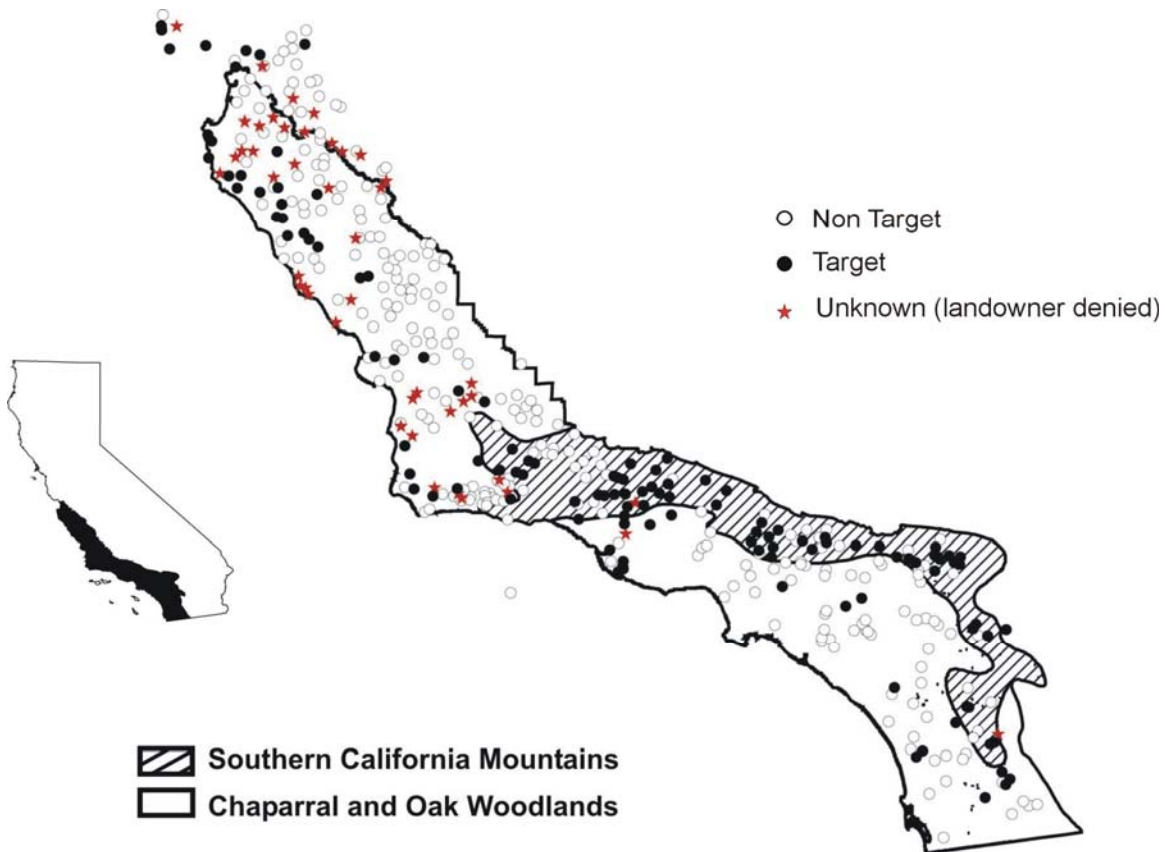 Non Target
Target
Unknown (landowner denied)
Southern California Mountains
Chaparral and Oak Woodlands